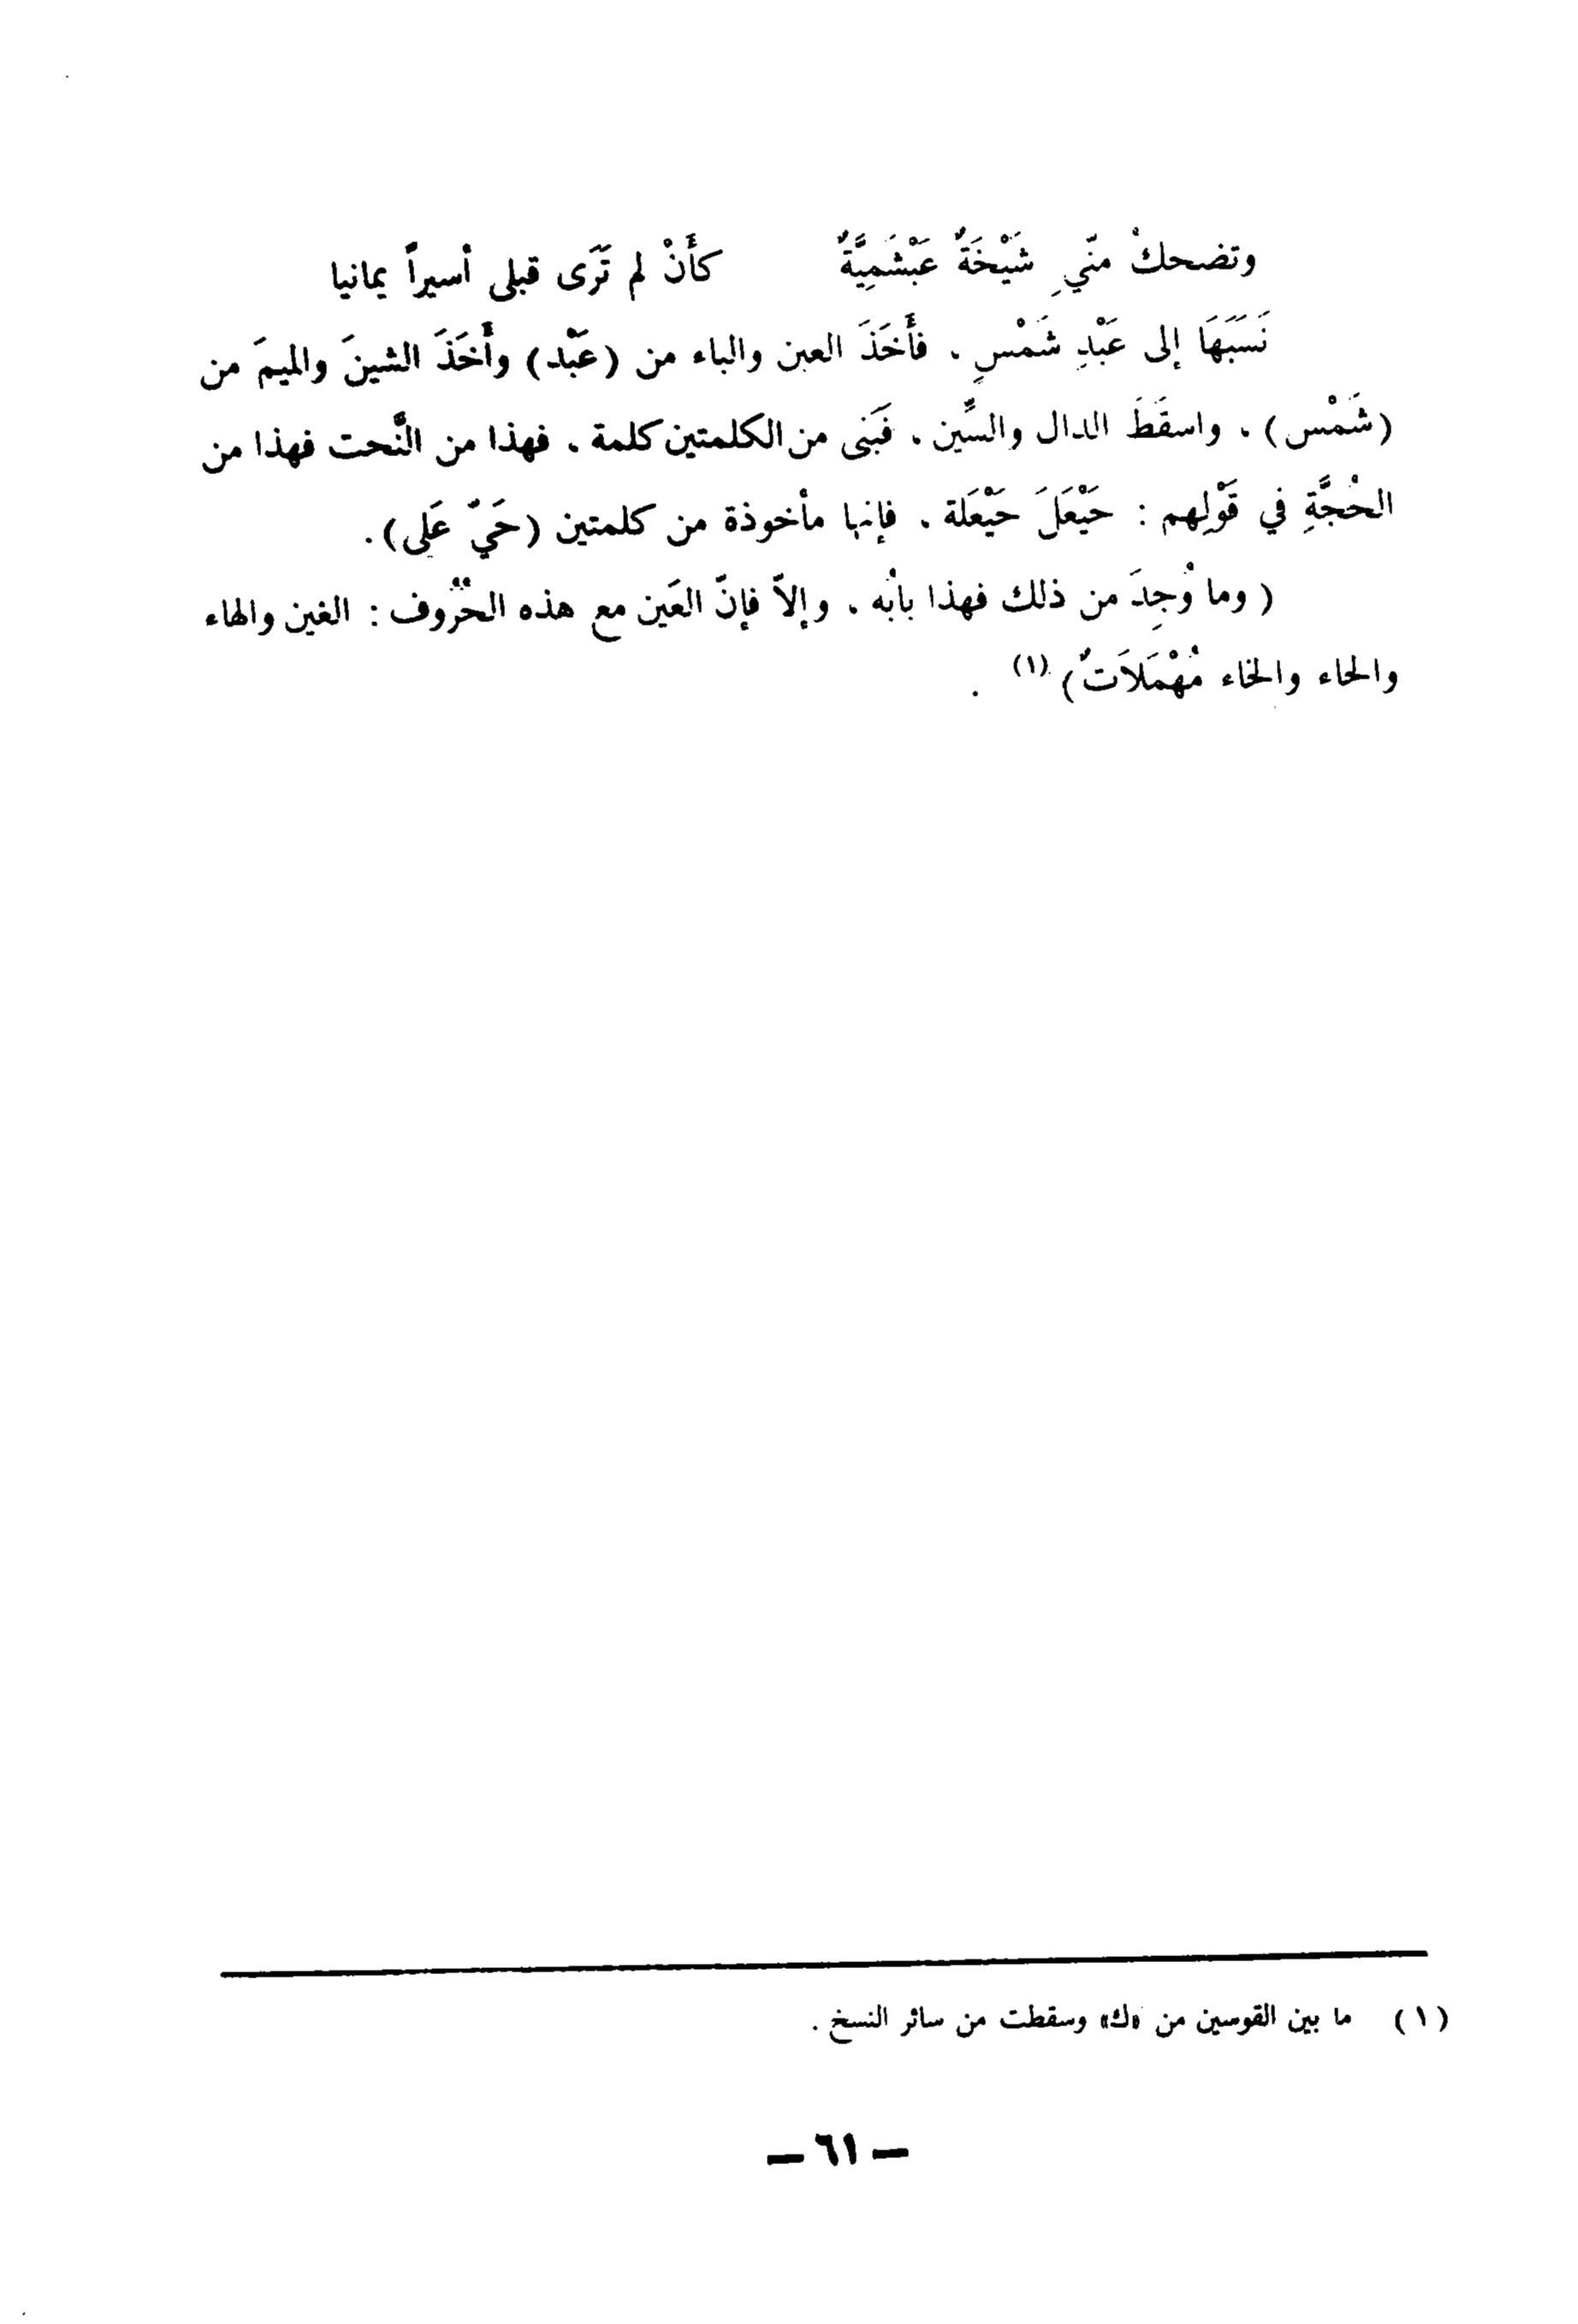 وتضحكُ منّي شَيْخَةٌ عَبْشَمِيَّةٌ كأَنْ لم تَرَى قبلي أسيراً يمانيا
نَسَبَهَا إلى عَبْدِ شَمْسٍ ، فأَخَذَ العين والباء من (عَبْد) وأَخَذَ الشينَ والميمَ من
(شَمْس) ، واسقَطَ الدال والسِّين ، فَبَنى من الكلمتين كلمة ، فهذا من النَّحت فهذا من
الحُجَّةِ في قَوْلِهم : حَيْعَلَ حَيْعَلة ، فإنها مأخوذة من كلمتين (حَيّ عَلى).
( وما وُجِدَ من ذلك فهذا بابُه ، وإلاّ فإنّ العَين مع هذه الحُرُوف : الغين والهاء
والحاء والخاء مُهْمَلاَتٌ) (١) .
(١) ما بين القوسين من «ك» وسقطت من سائر النسخ .
— ٦١ —